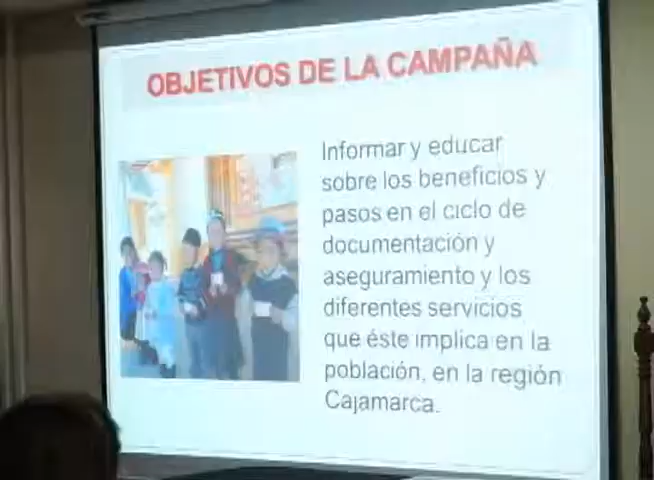 OBJETIVOS DE LA CAMPAÑA
Informar y educar
sobre los beneficios y
pasos en el ciclo de
documentación y
aseguramiento y los
diferentes servicios
que éste implica en la
población, en la región
Cajamarca.